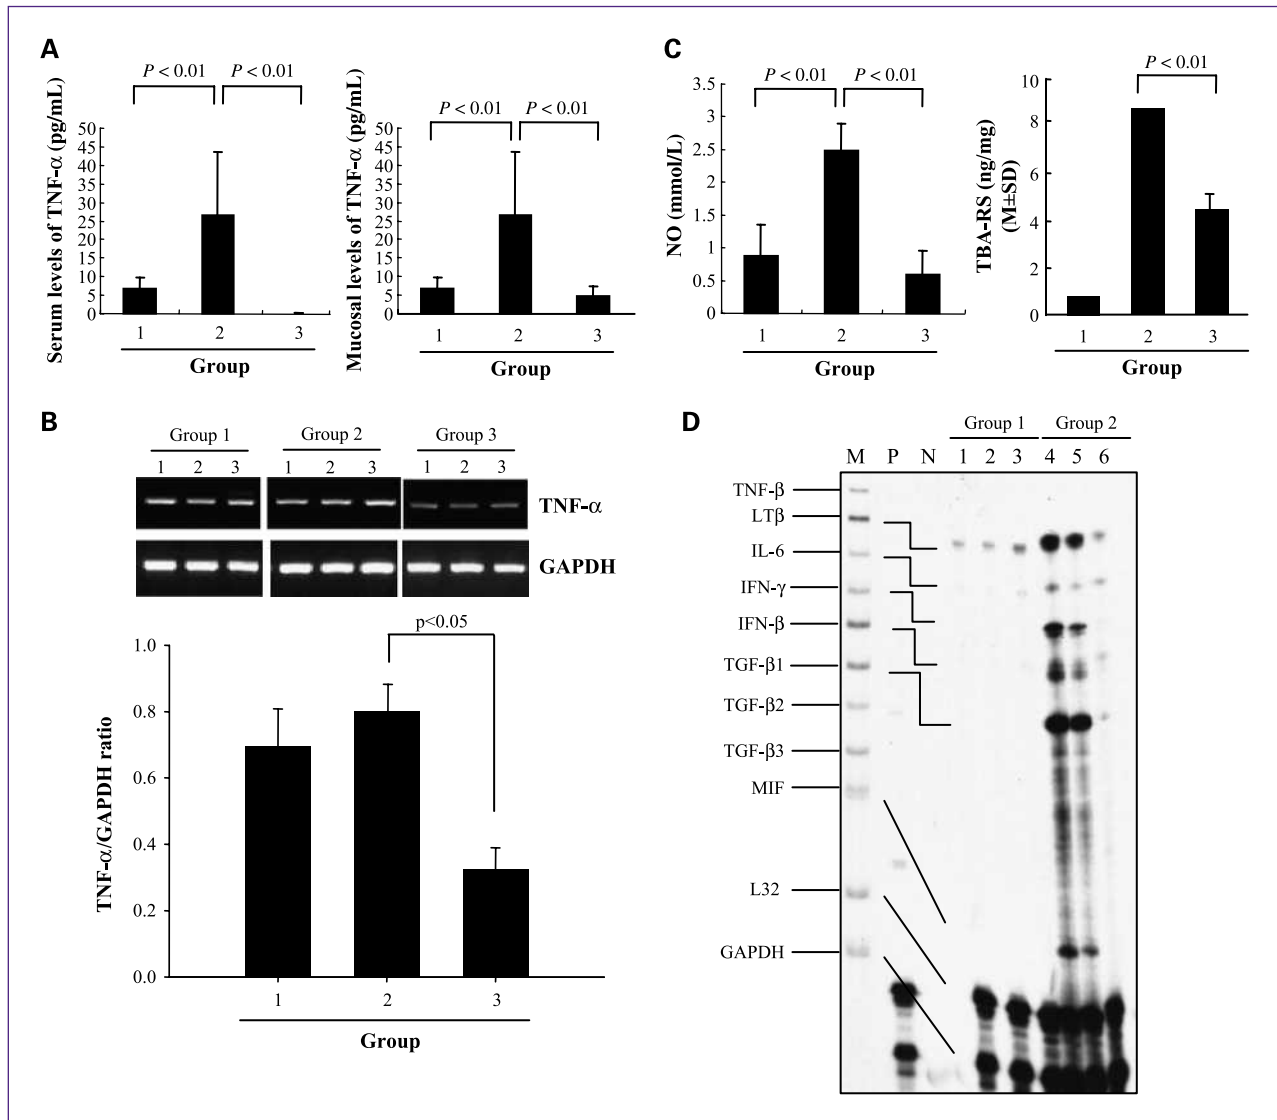 A
P < 0.01
P < 0.01
Serum levels of TNF-α (pg/mL)
50
45
40
35
30
25
20
15
10
5
0
1
2
3
Group
P < 0.01
P < 0.01
Mucosal levels of TNF-α (pg/mL)
50
45
40
35
30
25
20
15
10
5
0
1
2
3
Group
C
P < 0.01
P < 0.01
NO (mmol/L)
3.5
3
2.5
2
1.5
1
0.5
0
1
2
3
Group
P < 0.01
TBA-RS (ng/mg)
(M±SD)
10
8
6
4
2
0
1
2
3
Group
B
Group 1
Group 2
Group 3
1 2 3 1 2 3 1 2 3
TNF-α
GAPDH
p<0.05
TNF-α/GAPDH ratio
1.0
0.8
0.6
0.4
0.2
0.0
1
2
3
Group
D
Group 1
Group 2
M P N 1 2 3 4 5 6
TNF-β
LTβ
IL-6
IFN-γ
IFN-β
TGF-β1
TGF-β2
TGF-β3
MIF
L32
GAPDH